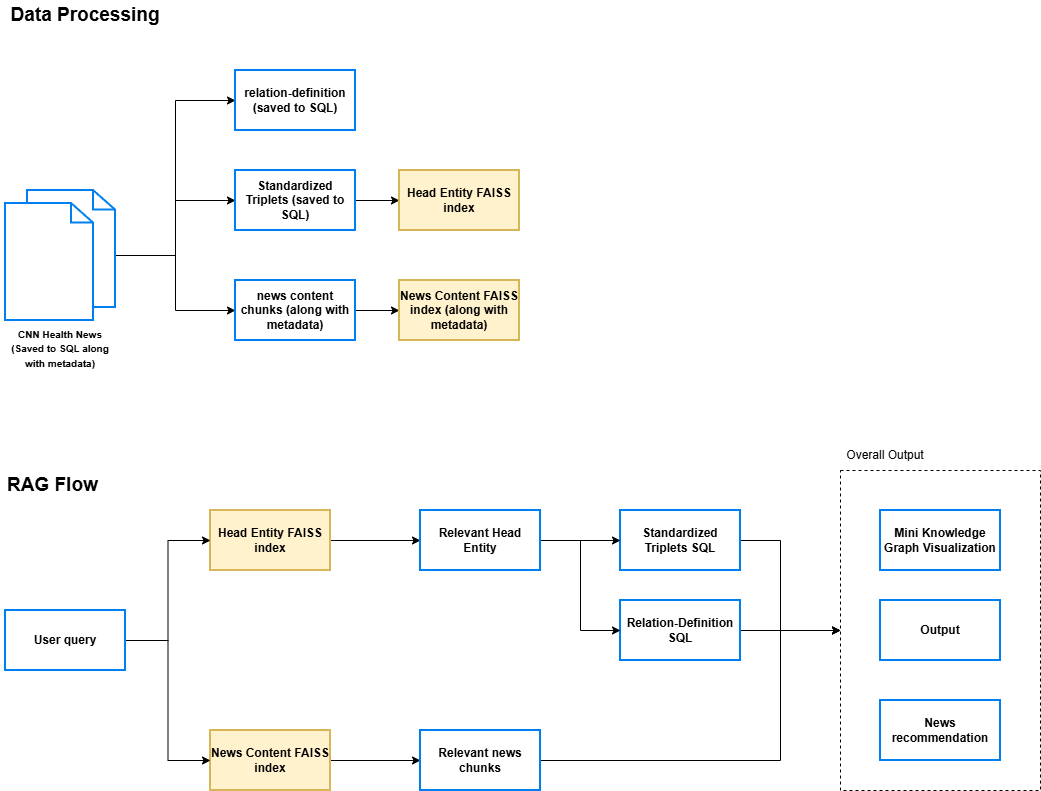 Data Processing
relation-definition
(saved to SQL)
Standardized
Triplets (saved to
SQL)
Head Entity FAISS
index
news content
chunks (along with
metadata)
News Content FAISS
index (along with
metadata)
CNN Health News
(Saved to SQL along
with metadata)
Overall Output
RAG Flow
Head Entity FAISS
index
Relevant Head
Entity
Standardized
Triplets SQL
Mini Knowledge
Graph Visualization
User query
Relation-Definition
SQL
Output
News Content FAISS
index
Relevant news
chunks
News
recommendation